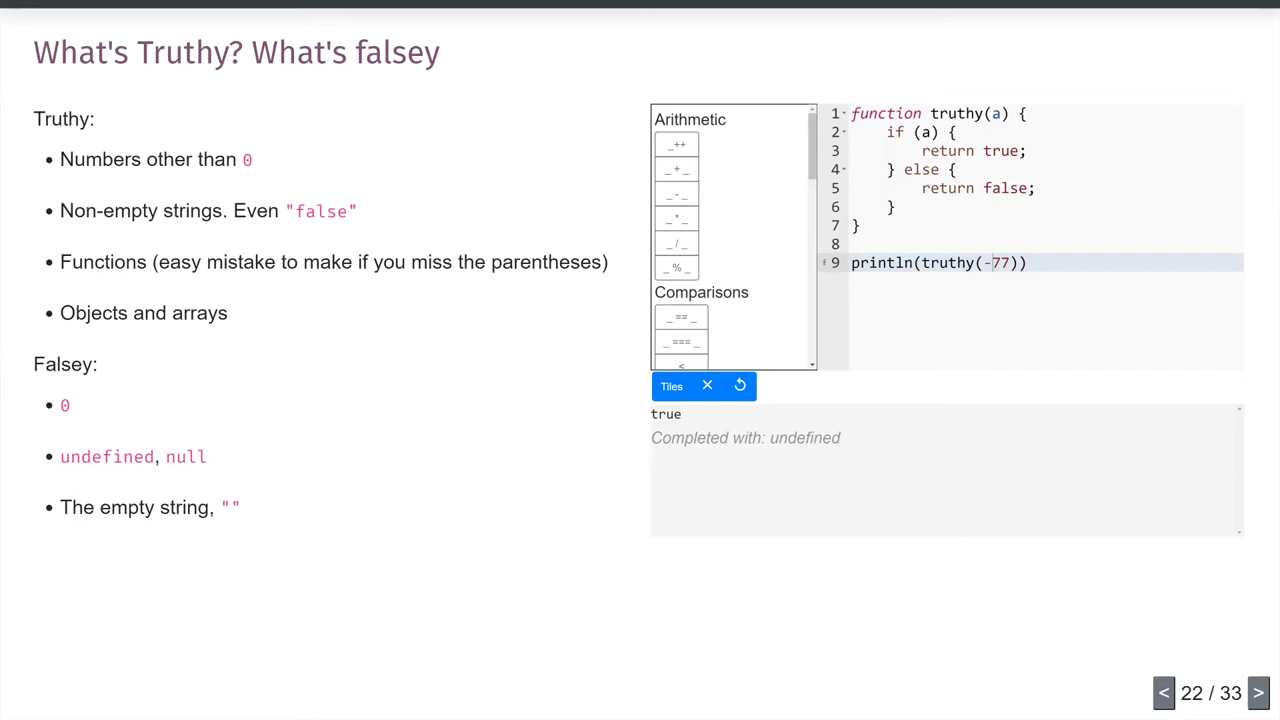 What's Truthy? What's falsey
Truthy:
• Numbers other than 0
• Non-empty strings. Even "false"
• Functions (easy mistake to make if you miss the parentheses)
• Objects and arrays
Falsey:
• 0
• undefined, null
• The empty string, ""
Arithmetic
_++
_ + _
_ - _
_ * _
_ / _
_ % _
Comparisons
_ == _
_ === _
<
1 function truthy(a) {
2 if (a) {
3 return true;
4 } else {
5 return false;
6 }
7 }
8
i 9 println(truthy(-77))
Tiles ✕ ↺
true
Completed with: undefined
< 22 / 33 >